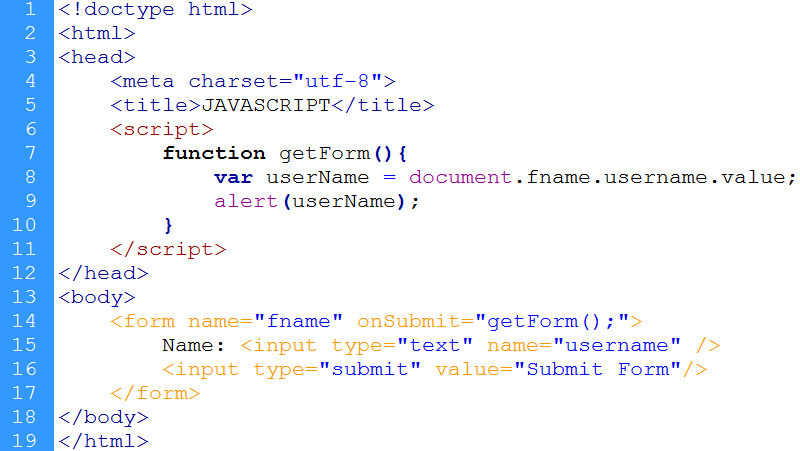 1 <!doctype html>
2 <html>
3 <head>
4 <meta charset="utf-8">
5 <title>JAVASCRIPT</title>
6 <script>
7 function getForm(){
8 var userName = document.fname.username.value;
9 alert(userName);
10 }
11 </script>
12 </head>
13 <body>
14 <form name="fname" onSubmit="getForm();">
15 Name: <input type="text" name="username" />
16 <input type="submit" value="Submit Form"/>
17 </form>
18 </body>
19 </html>